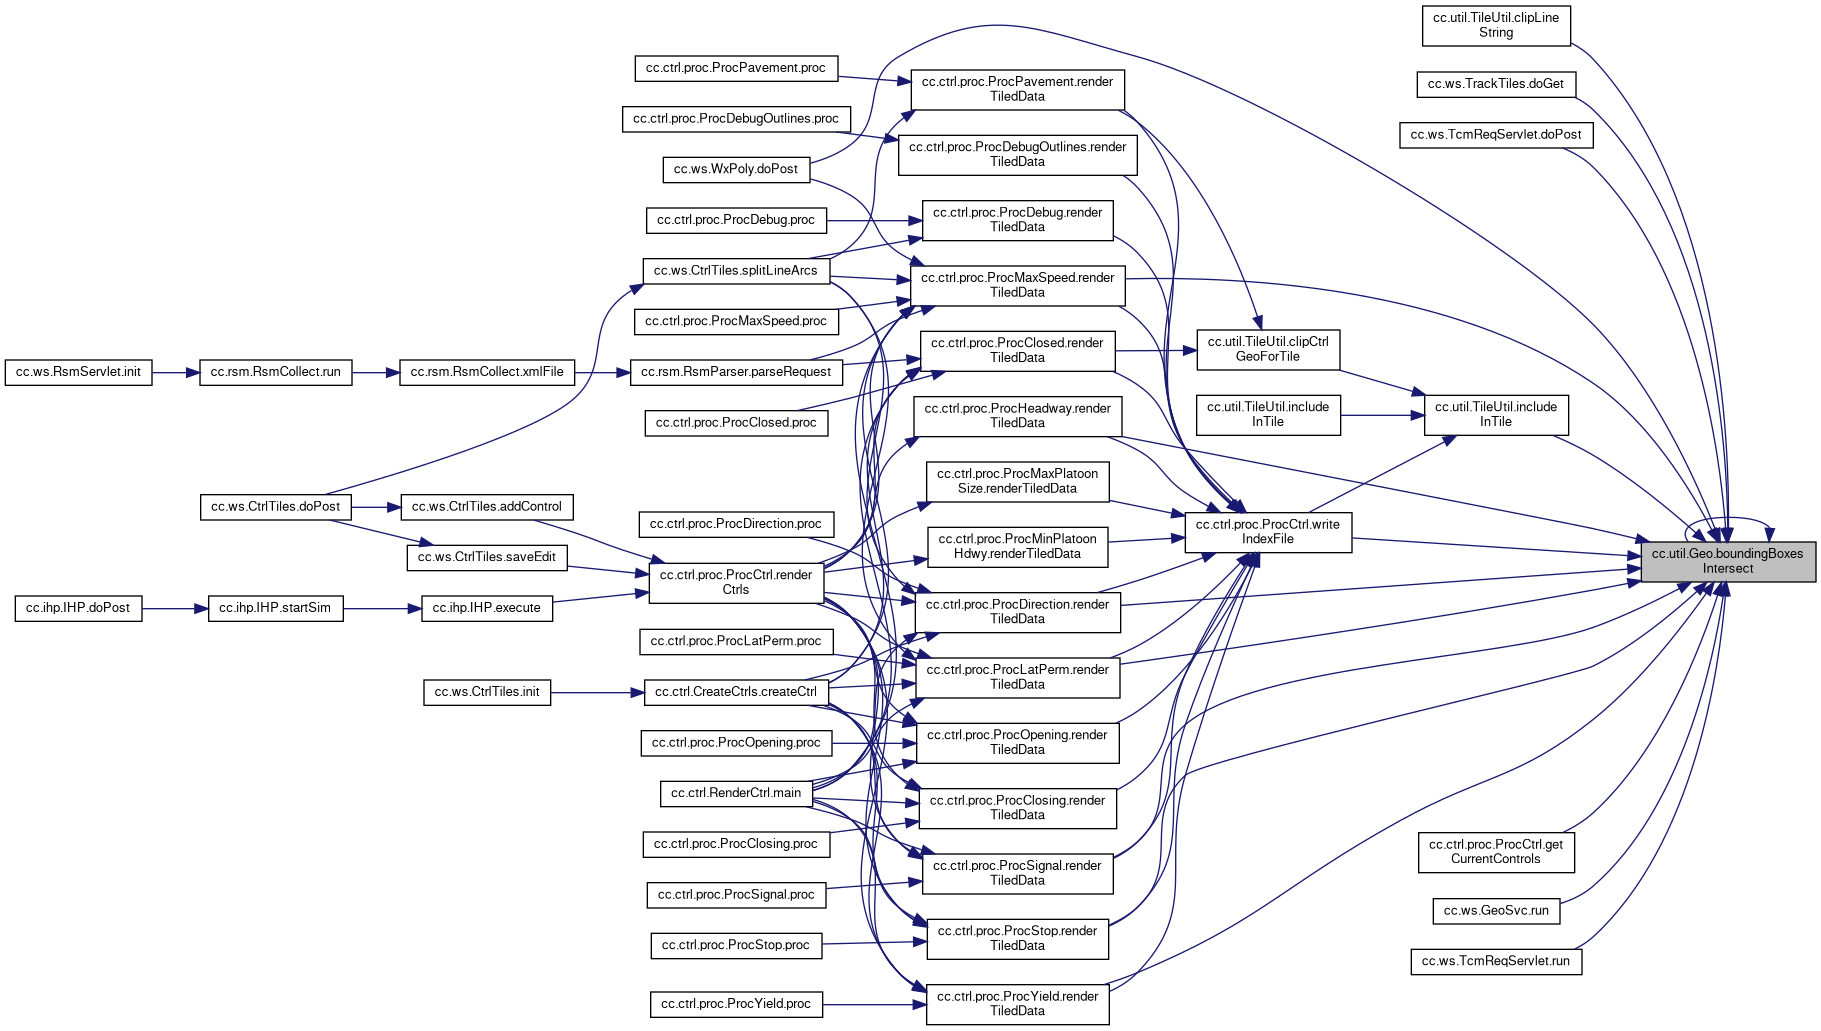 cc.util.TileUtil.clipLine
String
cc.ws.TrackTiles.doGet
cc.ws.TcmReqServlet.doPost
cc.ctrl.proc.ProcPavement.proc
cc.ctrl.proc.ProcPavement.render
TiledData
cc.ctrl.proc.ProcDebugOutlines.proc
cc.ctrl.proc.ProcDebugOutlines.render
TiledData
cc.ws.WxPoly.doPost
cc.ctrl.proc.ProcDebug.proc
cc.ctrl.proc.ProcDebug.render
TiledData
cc.ws.CtrlTiles.splitLineArcs
cc.ctrl.proc.ProcMaxSpeed.render
TiledData
cc.ctrl.proc.ProcMaxSpeed.proc
cc.ctrl.proc.ProcClosed.render
TiledData
cc.util.TileUtil.clipCtrl
GeoForTile
cc.ws.RsmServlet.init
cc.rsm.RsmCollect.run
cc.rsm.RsmCollect.xmlFile
cc.rsm.RsmParser.parseRequest
cc.ctrl.proc.ProcClosed.proc
cc.ctrl.proc.ProcHeadway.render
TiledData
cc.util.TileUtil.include
InTile
cc.util.TileUtil.include
InTile
cc.ctrl.proc.ProcMaxPlatoon
Size.renderTiledData
cc.ws.CtrlTiles.doPost
cc.ws.CtrlTiles.addControl
cc.ctrl.proc.ProcDirection.proc
cc.ctrl.proc.ProcCtrl.write
IndexFile
cc.ctrl.proc.ProcMinPlatoon
Hdwy.renderTiledData
cc.ws.CtrlTiles.saveEdit
cc.util.Geo.boundingBoxes
Intersect
cc.ctrl.proc.ProcCtrl.render
Ctrls
cc.ihp.IHP.doPost
cc.ihp.IHP.startSim
cc.ihp.IHP.execute
cc.ctrl.proc.ProcDirection.render
TiledData
cc.ctrl.proc.ProcLatPerm.proc
cc.ctrl.proc.ProcLatPerm.render
TiledData
cc.ws.CtrlTiles.init
cc.ctrl.CreateCtrls.createCtrl
cc.ctrl.proc.ProcOpening.proc
cc.ctrl.proc.ProcOpening.render
TiledData
cc.ctrl.RenderCtrl.main
cc.ctrl.proc.ProcClosing.render
TiledData
cc.ctrl.proc.ProcClosing.proc
cc.ctrl.proc.ProcCtrl.get
CurrentControls
cc.ctrl.proc.ProcSignal.render
TiledData
cc.ctrl.proc.ProcSignal.proc
cc.ws.GeoSvc.run
cc.ctrl.proc.ProcStop.proc
cc.ctrl.proc.ProcStop.render
TiledData
cc.ws.TcmReqServlet.run
cc.ctrl.proc.ProcYield.proc
cc.ctrl.proc.ProcYield.render
TiledData